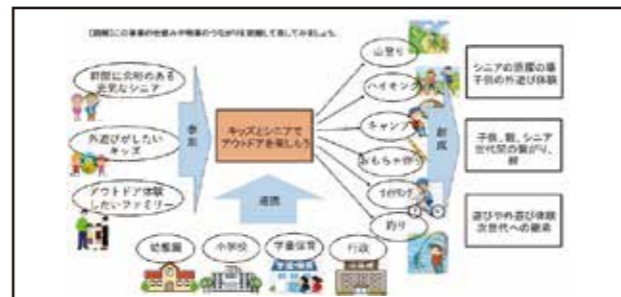 【図解】この事業の仕組みや物事のつながりを図解して表してみましょう。
時間に余裕のある
元気なシニア
外遊びがしたい
キッズ
アウトドア体験
したいファミリー
参加
キッズとシニアで
アウトドアを楽しもう
連携
幼稚園
小学校
学童保育
行政
山登り
ハイキング
キャンプ
おもちゃ作り
サイクリング
釣り
シニアの活躍の場
子供の外遊び体験
子供、親、シニア
世代間の繋がり、
絆
遊びや外遊び体験
次世代への継承